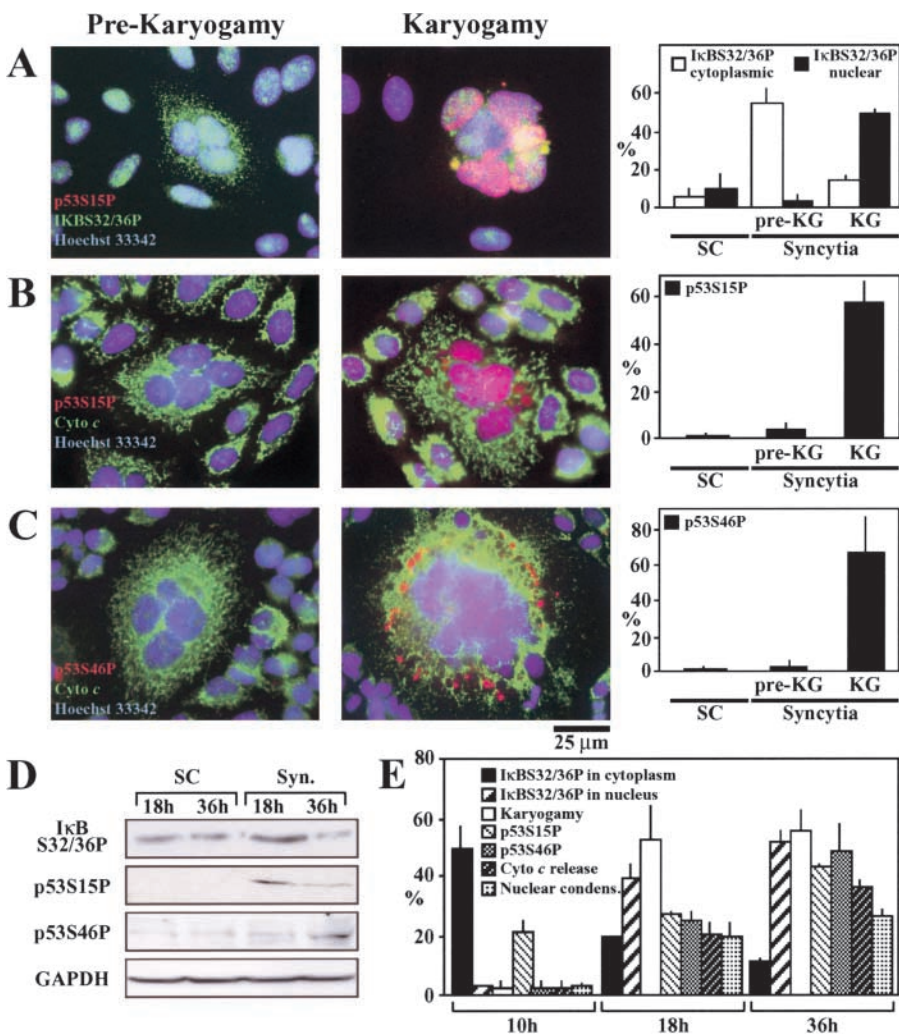 Pre-Karyogamy
Karyogamy
A
p53S15P
IKBS32/36P
Hoechst 33342
IκBS32/36P cytoplasmic
IκBS32/36P nuclear
60
40
%
20
0
pre-KG KG
SC Syncytia
B
p53S15P
Cyto c
Hoechst 33342
p53S15P
60
%
40
20
0
pre-KG KG
SC Syncytia
C
p53S46P
Cyto c
Hoechst 33342
p53S46P
80
60
%
40
20
0
pre-KG KG
SC Syncytia
25 μm
D
SC Syn.
18h 36h 18h 36h
IκB
S32/36P
p53S15P
p53S46P
GAPDH
E
80
60
40
%
20
0
IκBS32/36P in cytoplasm
IκBS32/36P in nucleus
Karyogamy
p53S15P
p53S46P
Cyto c release
Nuclear condens.
10h 18h 36h